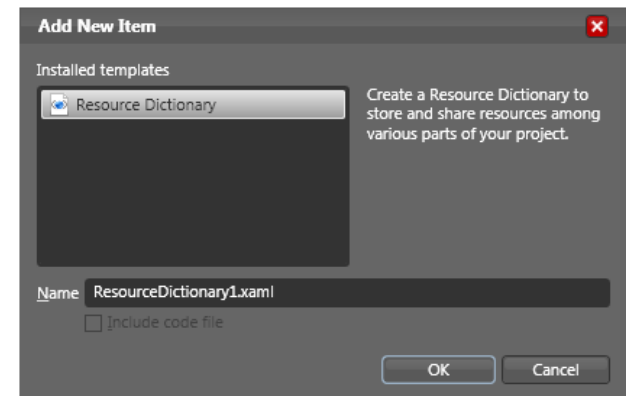 Add New Item
Installed templates
Resource Dictionary
Create a Resource Dictionary to
store and share resources among
various parts of your project.
Name ResourceDictionary1.xaml
Include code file
OK Cancel